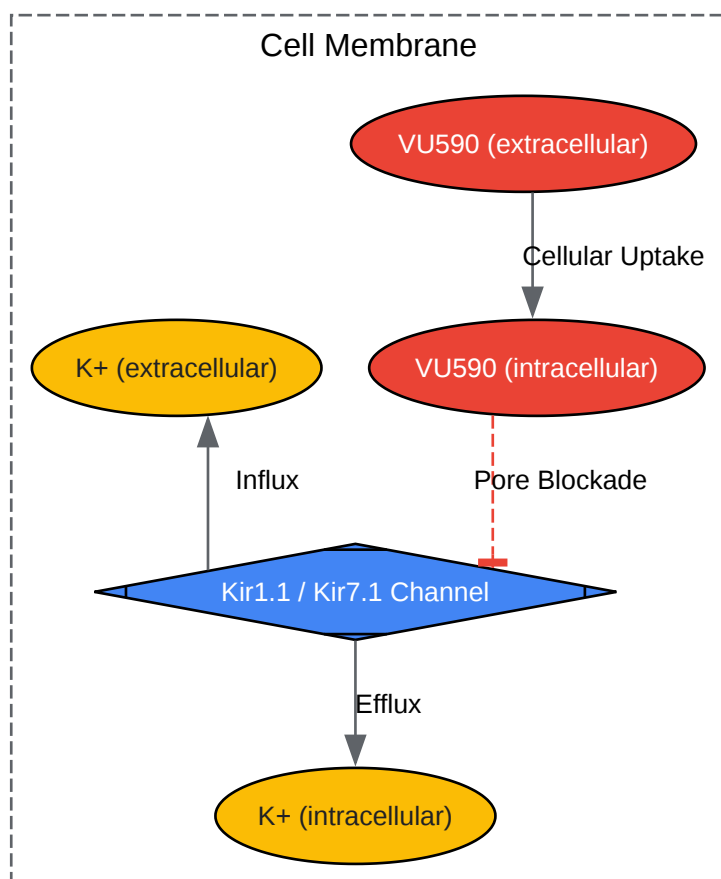 Cell Membrane
VU590 (extracellular)
Cellular Uptake
K+ (extracellular)
VU590 (intracellular)
Influx
Pore Blockade
Kir1.1 / Kir7.1 Channel
Efflux
K+ (intracellular)